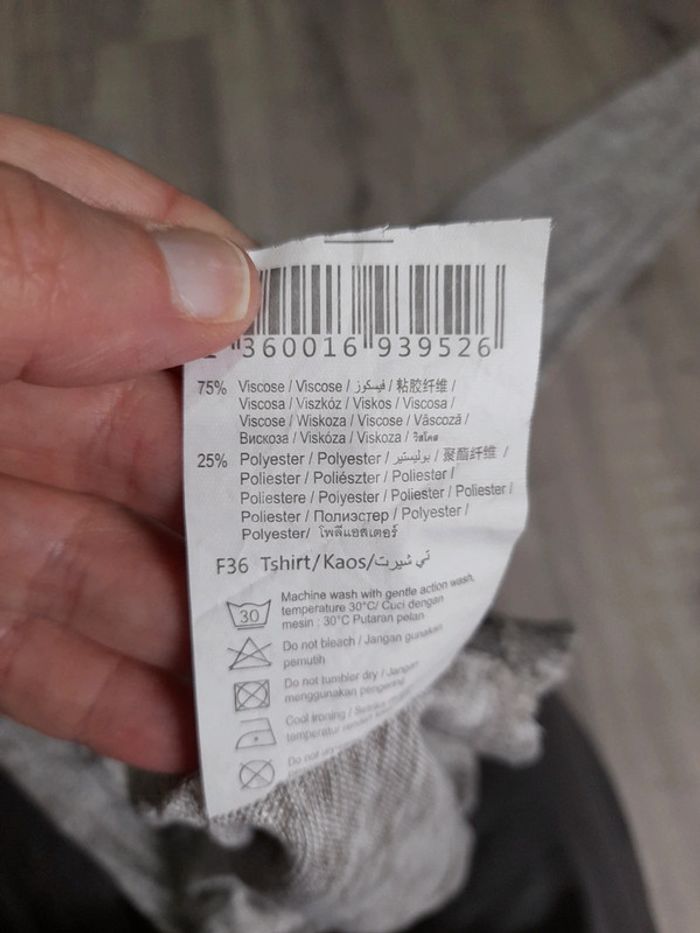 360016 939526
75% Viscose / Viscose / فيسكوز / 粘胶纤维 /
Viscosa / Viszkóz / Viskos / Viscosa /
Viscose / Wiskoza / Viscose / Vâscoză /
Вискоза / Viskóza / Viskoza / วิสโคส
25% Polyester / Polyester / بوليستير / 聚酯纤维 /
Poliester / Poliészter / Poliester /
Poliestere / Polyester / Poliester / Poliester /
Poliester / Полиэстер / Polyester /
Polyester/ โพลีเอสเตอร์
F36 Tshirt/Kaos/تي شيرت
Machine wash with gentle action wash,
temperature 30°C/ Cuci dengan
mesin : 30°C Putaran pelan
30
Do not bleach / Jangan gunakan
pemutih
Do not tumbler dry / Jangan
menggunakan pengering
Cool ironing /
temperatur
Do not